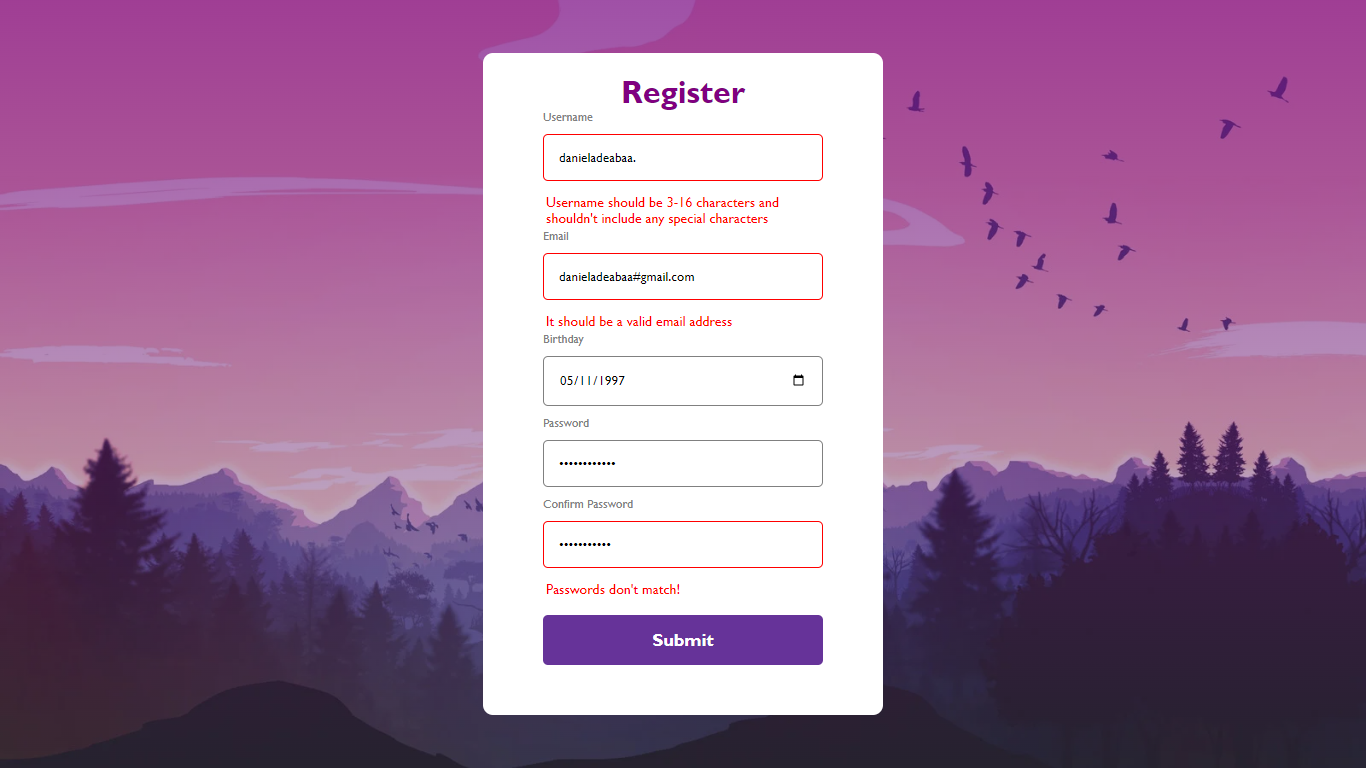 Register
Username
danieladeabaa.
Username should be 3-16 characters and
shouldn't include any special characters
Email
danieladeabaa#gmail.com
It should be a valid email address
Birthday
05/11/1997
Password
••••••••••••
Confirm Password
•••••••••••
Passwords don't match!
Submit